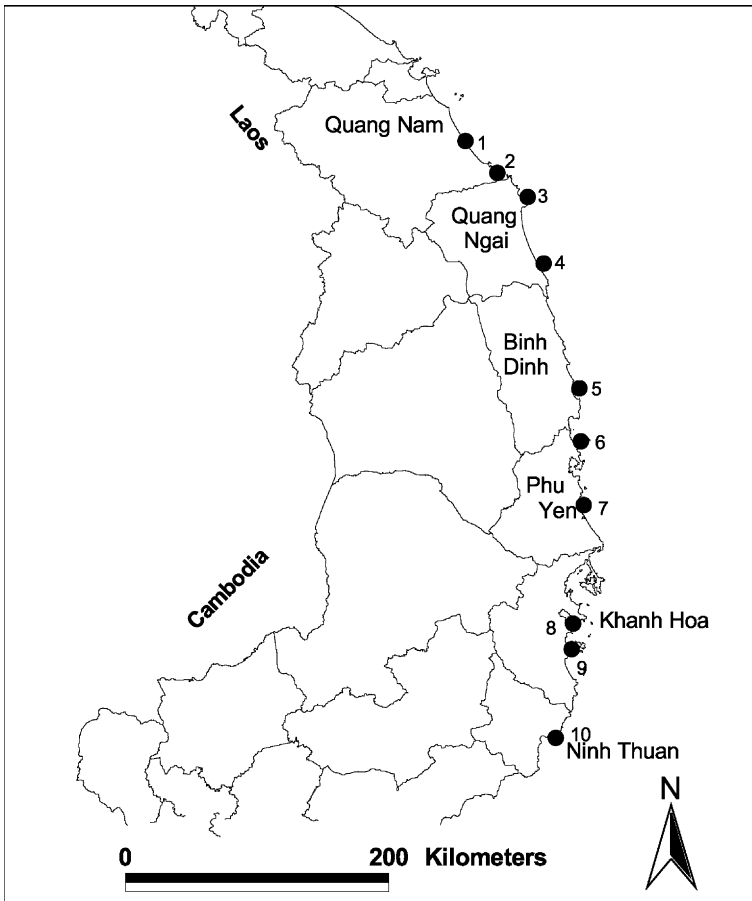 Laos
Quang Nam
1
2
3
Quang
Ngai
4
Binh
Dinh
5
6
Phu
Yen
7
Cambodia
8
Khanh Hoa
9
10
Ninh Thuan
N
0
200 Kilometers